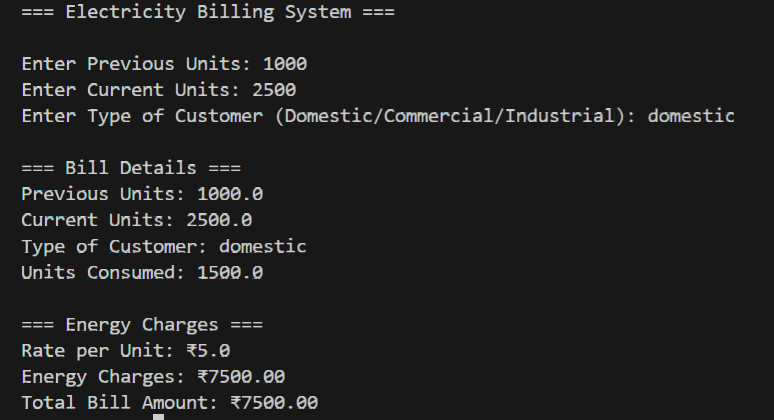 === Electricity Billing System ===
Enter Previous Units: 1000
Enter Current Units: 2500
Enter Type of Customer (Domestic/Commercial/Industrial): domestic
=== Bill Details ===
Previous Units: 1000.0
Current Units: 2500.0
Type of Customer: domestic
Units Consumed: 1500.0
=== Energy Charges ===
Rate per Unit: ₹5.0
Energy Charges: ₹7500.00
Total Bill Amount: ₹7500.00